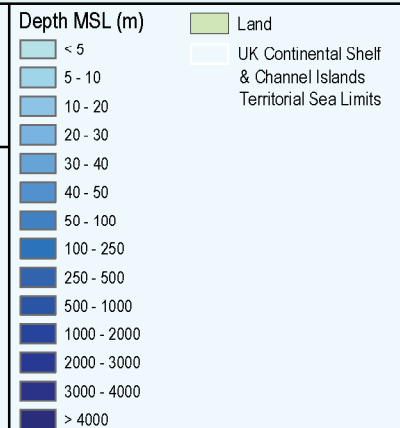 Depth MSL (m)
< 5
5 - 10
10 - 20
20 - 30
30 - 40
40 - 50
50 - 100
100 - 250
250 - 500
500 - 1000
1000 - 2000
2000 - 3000
3000 - 4000
> 4000
Land
UK Continental Shelf
& Channel Islands
Territorial Sea Limits